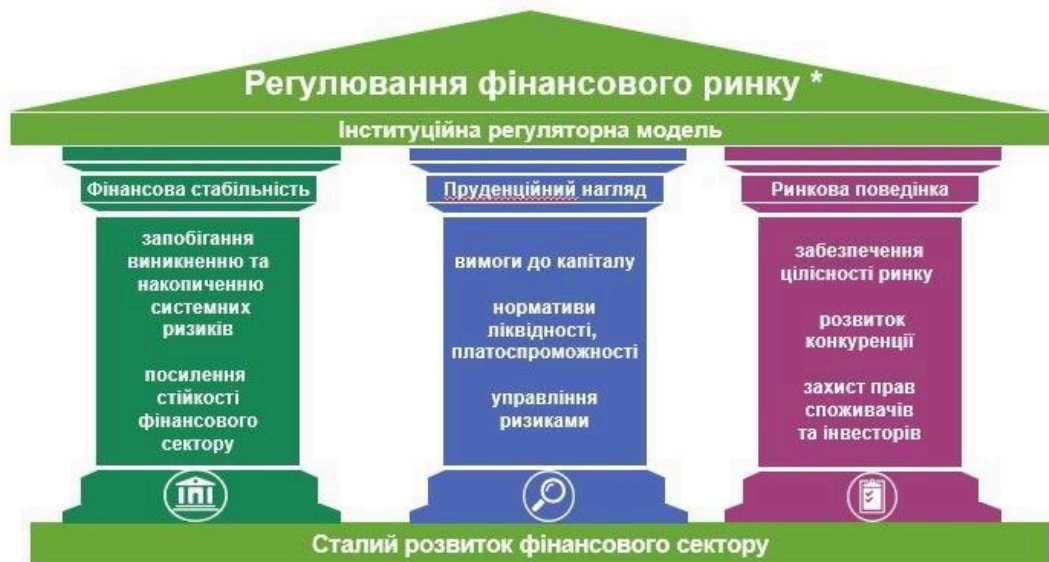 Регулювання фінансового ринку *
Інституційна регуляторна модель
Фінансова стабільність
запобігання
виникненню та
накопиченню
системних
ризиків
посилення
стійкості
фінансового
сектору
Пруденційний нагляд
вимоги до капіталу
нормативи
ліквідності,
платоспроможності
управління
ризиками
Ринкова поведінка
забезпечення
цілісності ринку
розвиток
конкуренції
захист прав
споживачів
та інвесторів
Сталий розвиток фінансового сектору